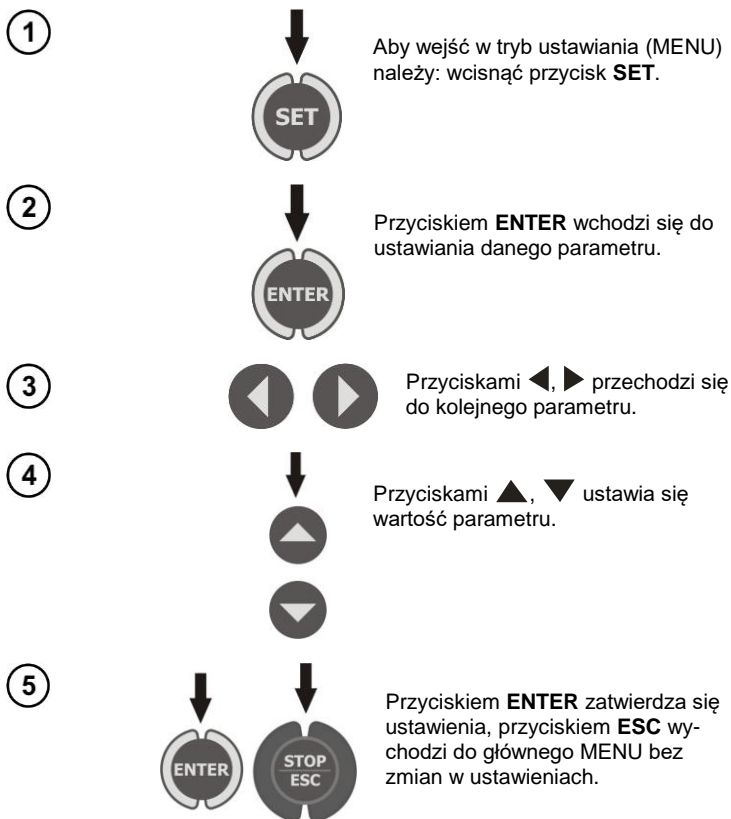 1
Aby wejść w tryb ustawiania (MENU)
należy: wcisnąć przycisk SET.
SET
2
Przyciskiem ENTER wchodzi się do
ustawiania danego parametru.
ENTER
3
Przyciskami ◀, ▶ przechodzi się
do kolejnego parametru.
4
Przyciskami ▲, ▼ ustawia się
wartość parametru.
5
Przyciskiem ENTER zatwierdza się
ustawienia, przyciskiem ESC wy-
chodzi do głównego MENU bez
zmian w ustawieniach.
ENTER
STOP
ESC